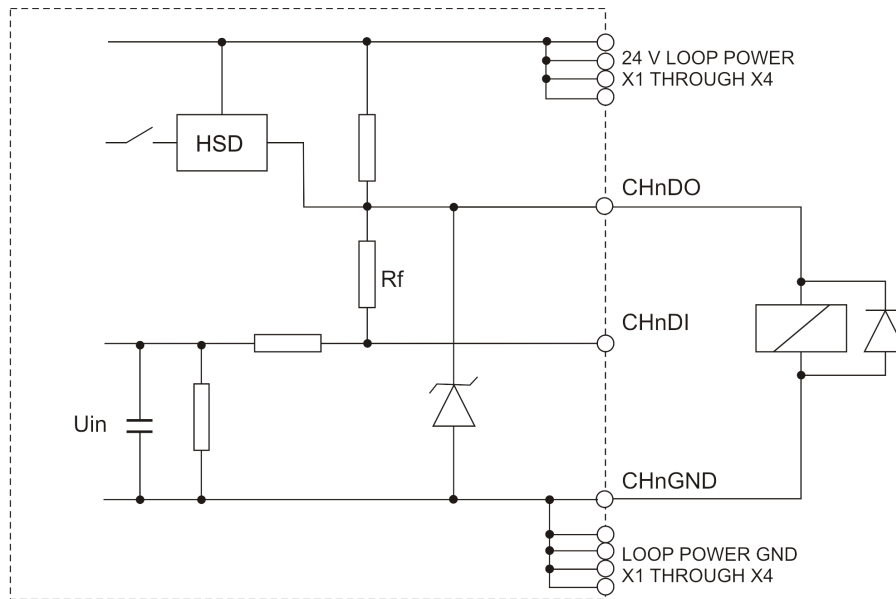 24 V LOOP POWER
X1 THROUGH X4
HSD
CHnDO
Rf
CHnDI
Uin
CHnGND
LOOP POWER GND
X1 THROUGH X4